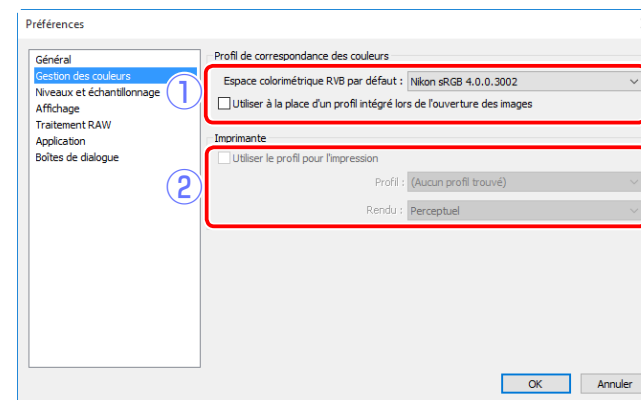 Préférences
Général
Gestion des couleurs
Niveaux et échantillonnage
Affichage
Traitement RAW
Application
Boîtes de dialogue
Profil de correspondance des couleurs
①
Espace colorimétrique RVB par défaut : Nikon sRGB 4.0.0.3002
Utiliser à la place d'un profil intégré lors de l'ouverture des images
Imprimante
②
Utiliser le profil pour l'impression
Profil : (Aucun profil trouvé)
Rendu : Perceptuel
OK Annuler